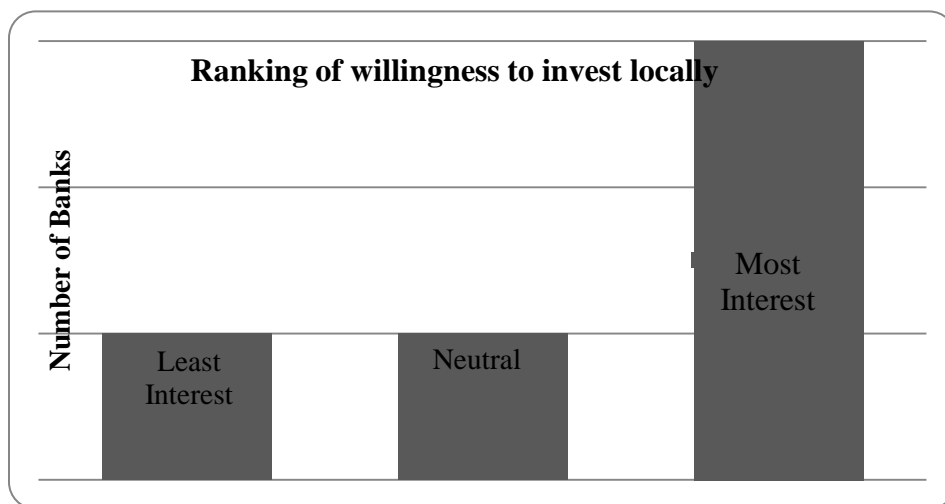 Ranking of willingness to invest locally
Number of Banks
Least
Interest
Neutral
Most
Interest